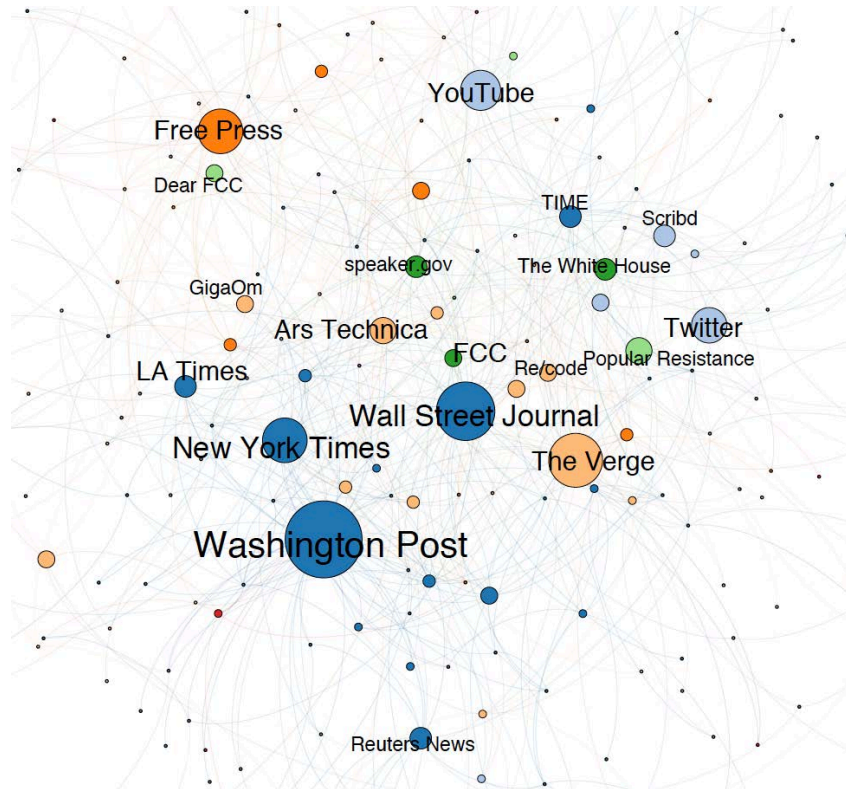 YouTube
Free Press
Dear FCC
TIME
Scribd
speaker.gov
The White House
GigaOm
Ars Technica
Twitter
FCC
Popular Resistance
LA Times
Re/code
Wall Street Journal
New York Times
The Verge
Washington Post
Reuters News